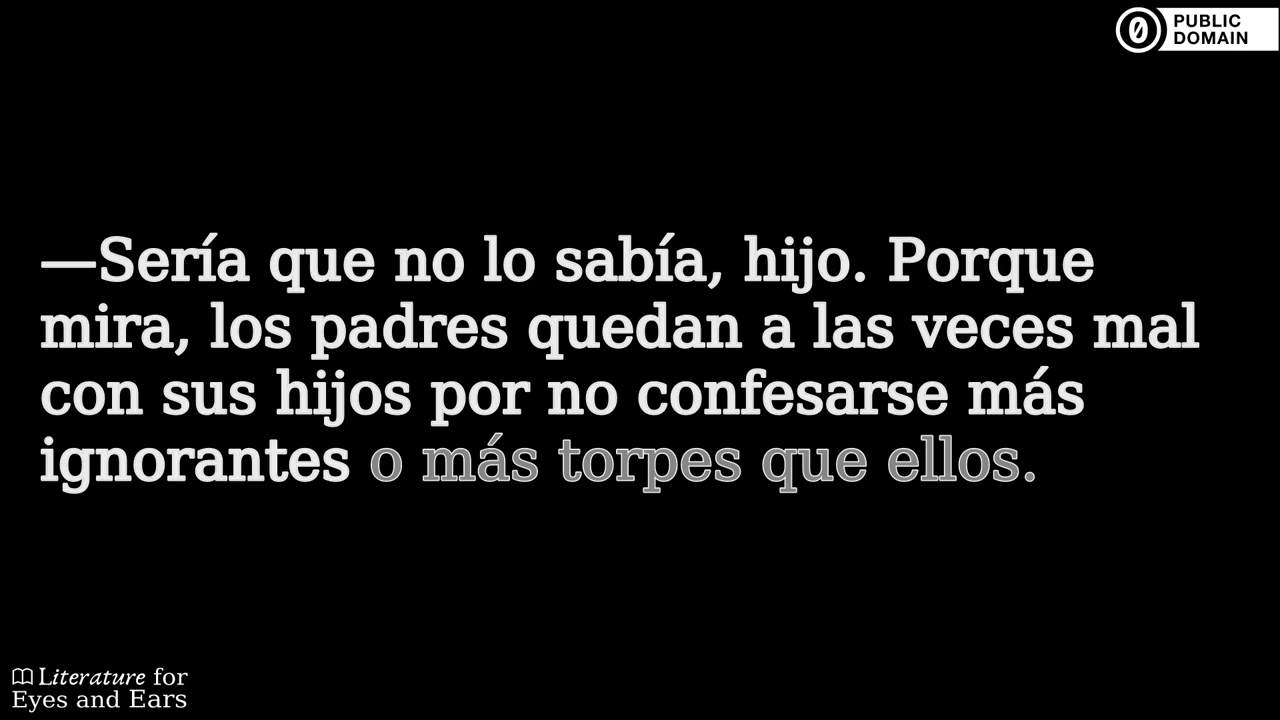 PUBLIC
DOMAIN
—Sería que no lo sabía, hijo. Porque
mira, los padres quedan a las veces mal
con sus hijos por no confesarse más
ignorantes o más torpes que ellos.
Literature for
Eyes and Ears